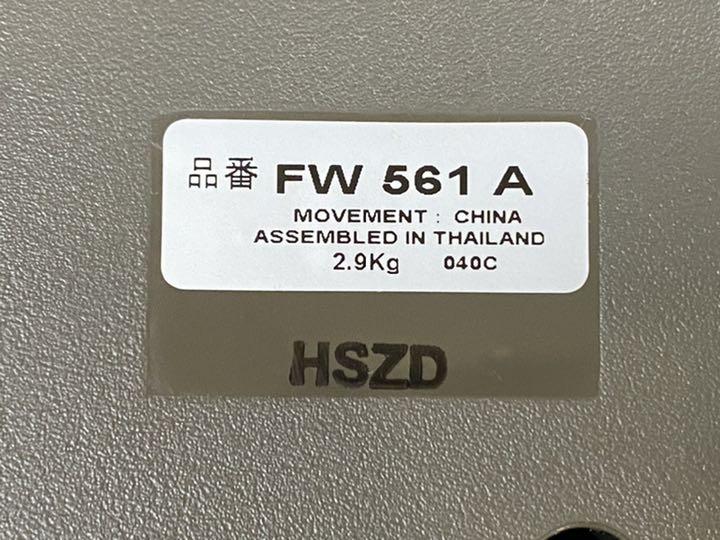 品番 FW 561 A
MOVEMENT : CHINA
ASSEMBLED IN THAILAND
2.9Kg 040C
HSZD